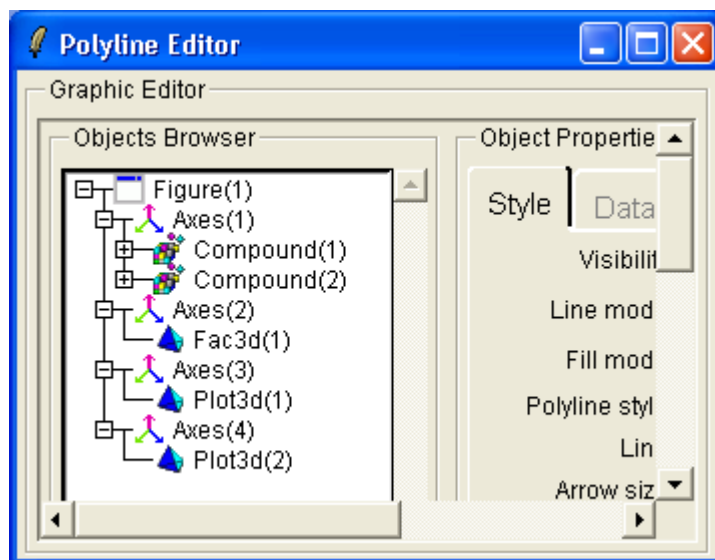 Polyline Editor
Graphic Editor
Objects Browser
Figure(1)
Axes(1)
Compound(1)
Compound(2)
Axes(2)
Fac3d(1)
Axes(3)
Plot3d(1)
Axes(4)
Plot3d(2)
Object Propertie
Style Data
Visibilit
Line mod
Fill mod
Polyline styl
Lin
Arrow siz